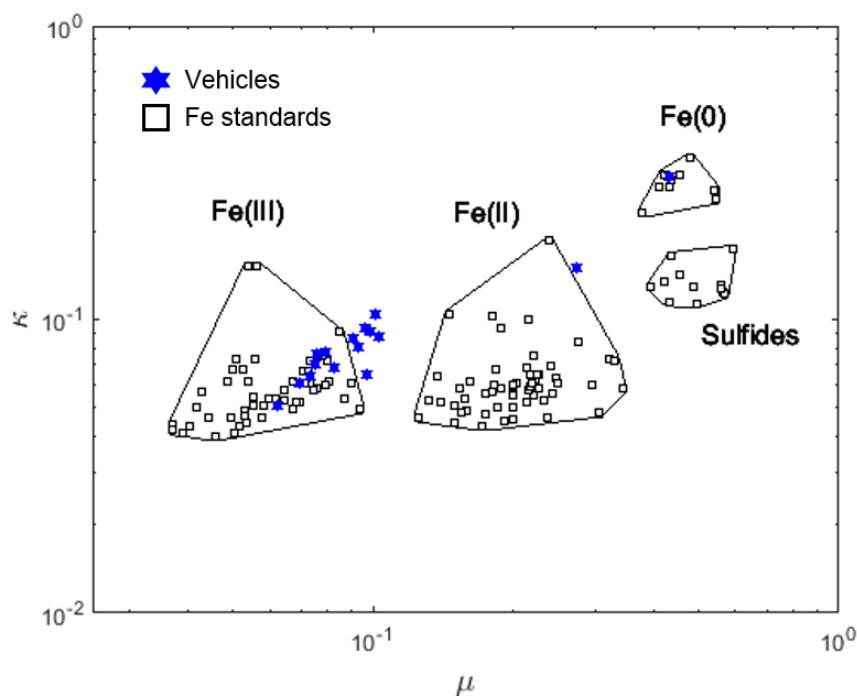 10^0
Vehicles
Fe standards
Fe(0)
Fe(III)
Fe(II)
κ
10^-1
Sulfides
10^-2
10^-1
10^0
μ